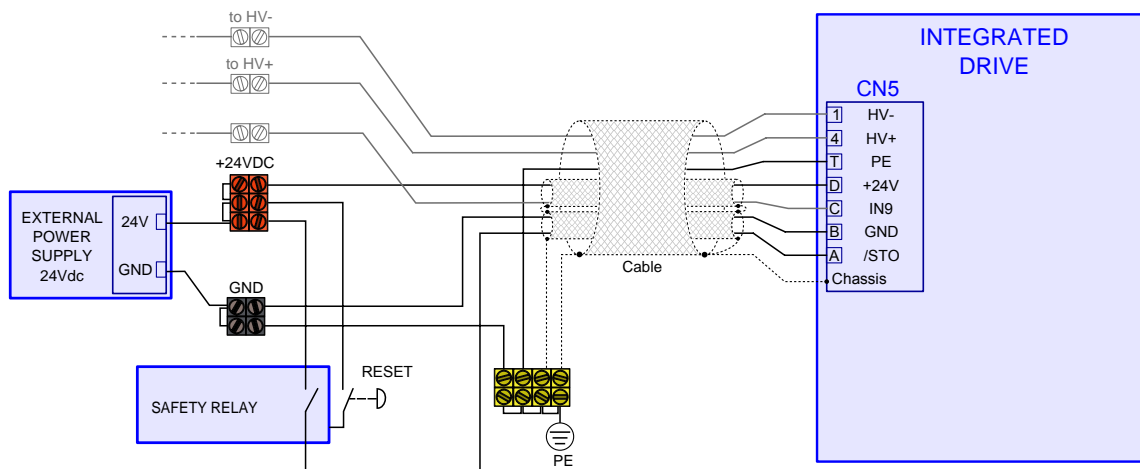 to HV-
to HV+
+24VDC
EXTERNAL
POWER
SUPPLY
24Vdc
24V
GND
GND
SAFETY RELAY
RESET
PE
Cable
INTEGRATED
DRIVE
CN5
1 HV-
4 HV+
T PE
D +24V
C IN9
B GND
A /STO
Chassis